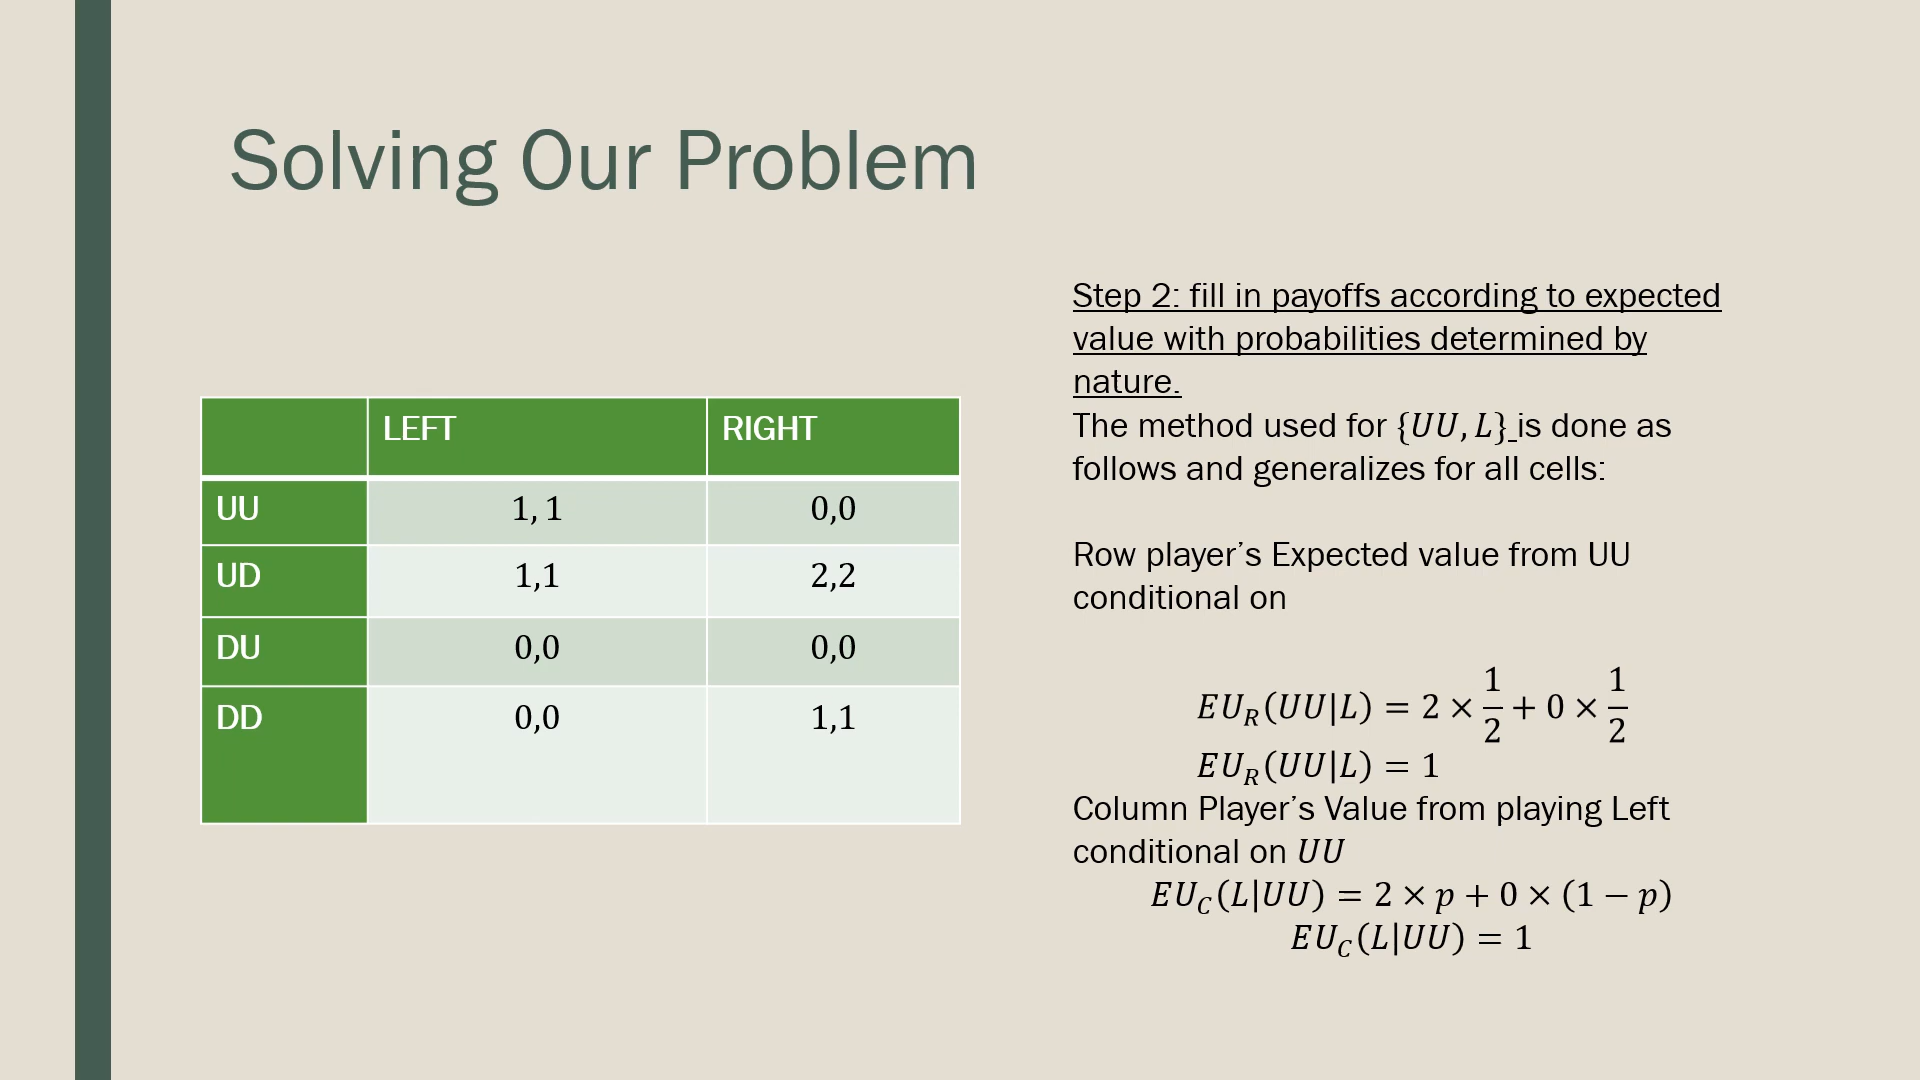 Solving Our Problem
LEFT RIGHT
UU 1, 1 0,0
UD 1,1 2,2
DU 0,0 0,0
DD 0,0 1,1
Step 2: fill in payoffs according to expected
value with probabilities determined by
nature.
The method used for {𝑈𝑈, 𝐿} is done as
follows and generalizes for all cells:
Row player’s Expected value from UU
conditional on
𝐸𝑈_𝑅(𝑈𝑈|𝐿) = 2 × 1/2 + 0 × 1/2
𝐸𝑈_𝑅(𝑈𝑈|𝐿) = 1
Column Player’s Value from playing Left
conditional on 𝑈𝑈
𝐸𝑈_𝐶(𝐿|𝑈𝑈) = 2 × 𝑝 + 0 × (1 − 𝑝)
𝐸𝑈_𝐶(𝐿|𝑈𝑈) = 1